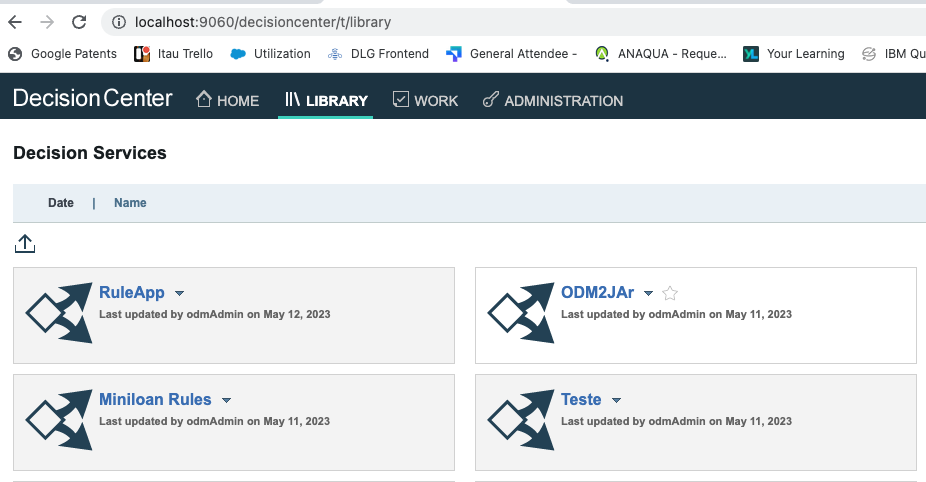 localhost:9060/decisioncenter/t/library
Google Patents Itau Trello Utilization DLG Frontend General Attendee - ANAQUA - Reque... YL Your Learning IBM Qu
Decision Center HOME LIBRARY WORK ADMINISTRATION
Decision Services
Date | Name
RuleApp
Last updated by odmAdmin on May 12, 2023
ODM2JAr
Last updated by odmAdmin on May 11, 2023
Miniloan Rules
Last updated by odmAdmin on May 11, 2023
Teste
Last updated by odmAdmin on May 11, 2023